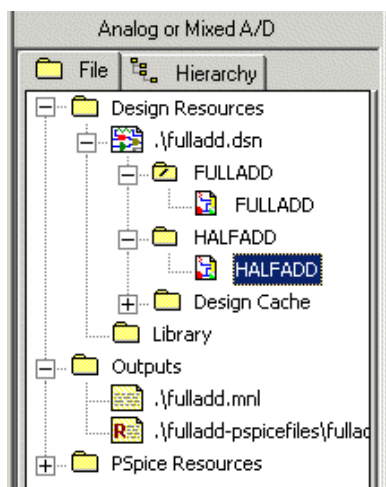 Analog or Mixed A/D
File Hierarchy
Design Resources
.\fulladd.dsn
FULLADD
FULLADD
HALFADD
HALFADD
Design Cache
Library
Outputs
.\fulladd.mnl
.\fulladd-pspicefiles\fullad
PSpice Resources